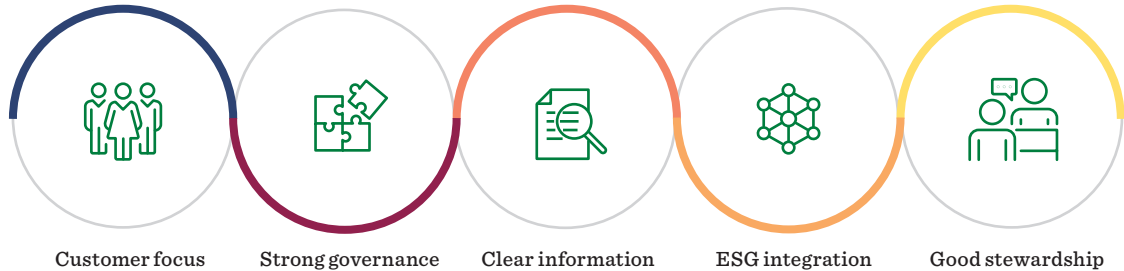 Customer focus
Strong governance
Clear information
ESG integration
Good stewardship